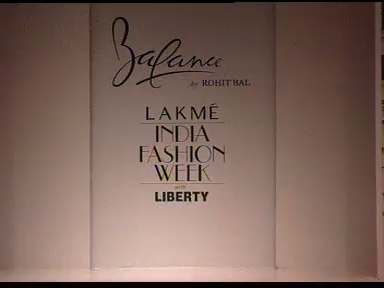 Balance
by ROHIT BAL
LAKMÉ
INDIA
FASHION
WEEK
with
LIBERTY